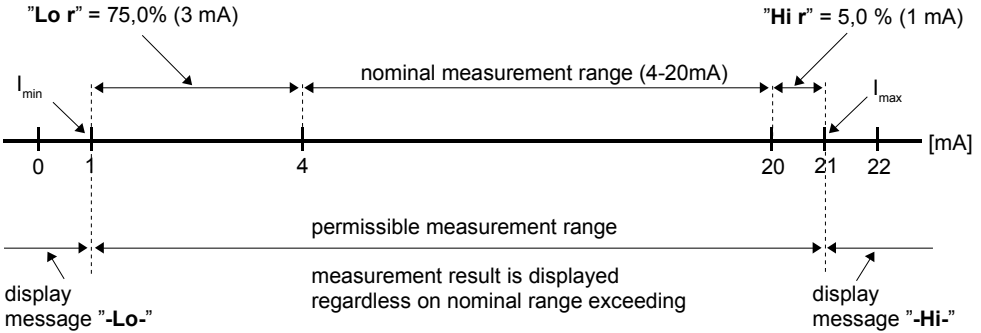 ”Lo r” = 75,0% (3 mA)
”Hi r” = 5,0 % (1 mA)
nominal measurement range (4-20mA)
Imin
Imax
[mA]
0
1
4
20
21
22
permissible measurement range
measurement result is displayed
regardless on nominal range exceeding
display
message ”-Lo-”
display
message ”-Hi-”